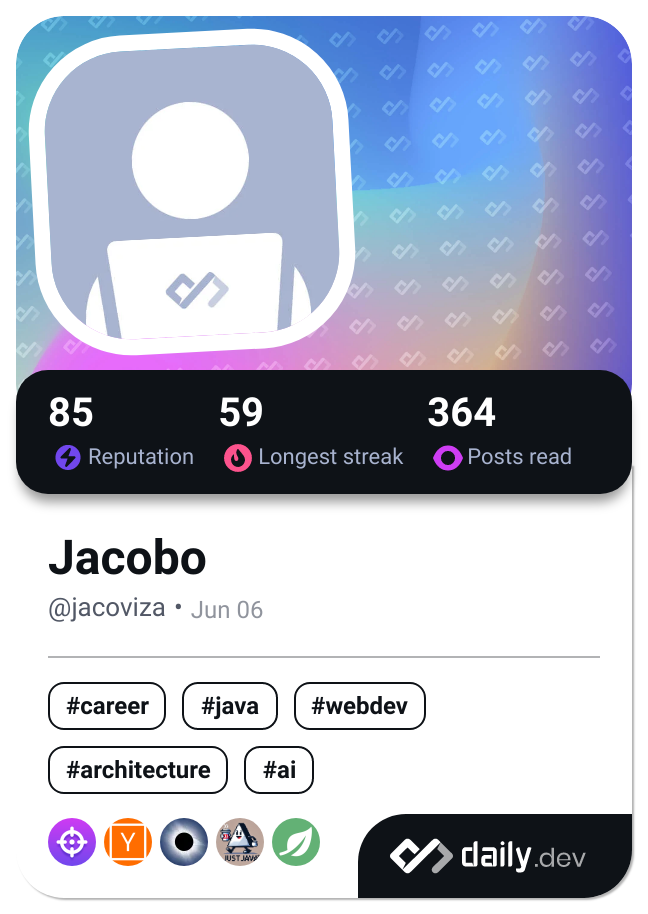 85 59 364
Reputation Longest streak Posts read
Jacobo
@jacoviza • Jun 06
#career #java #webdev
#architecture #ai
Y
JUST JAVA
daily.dev